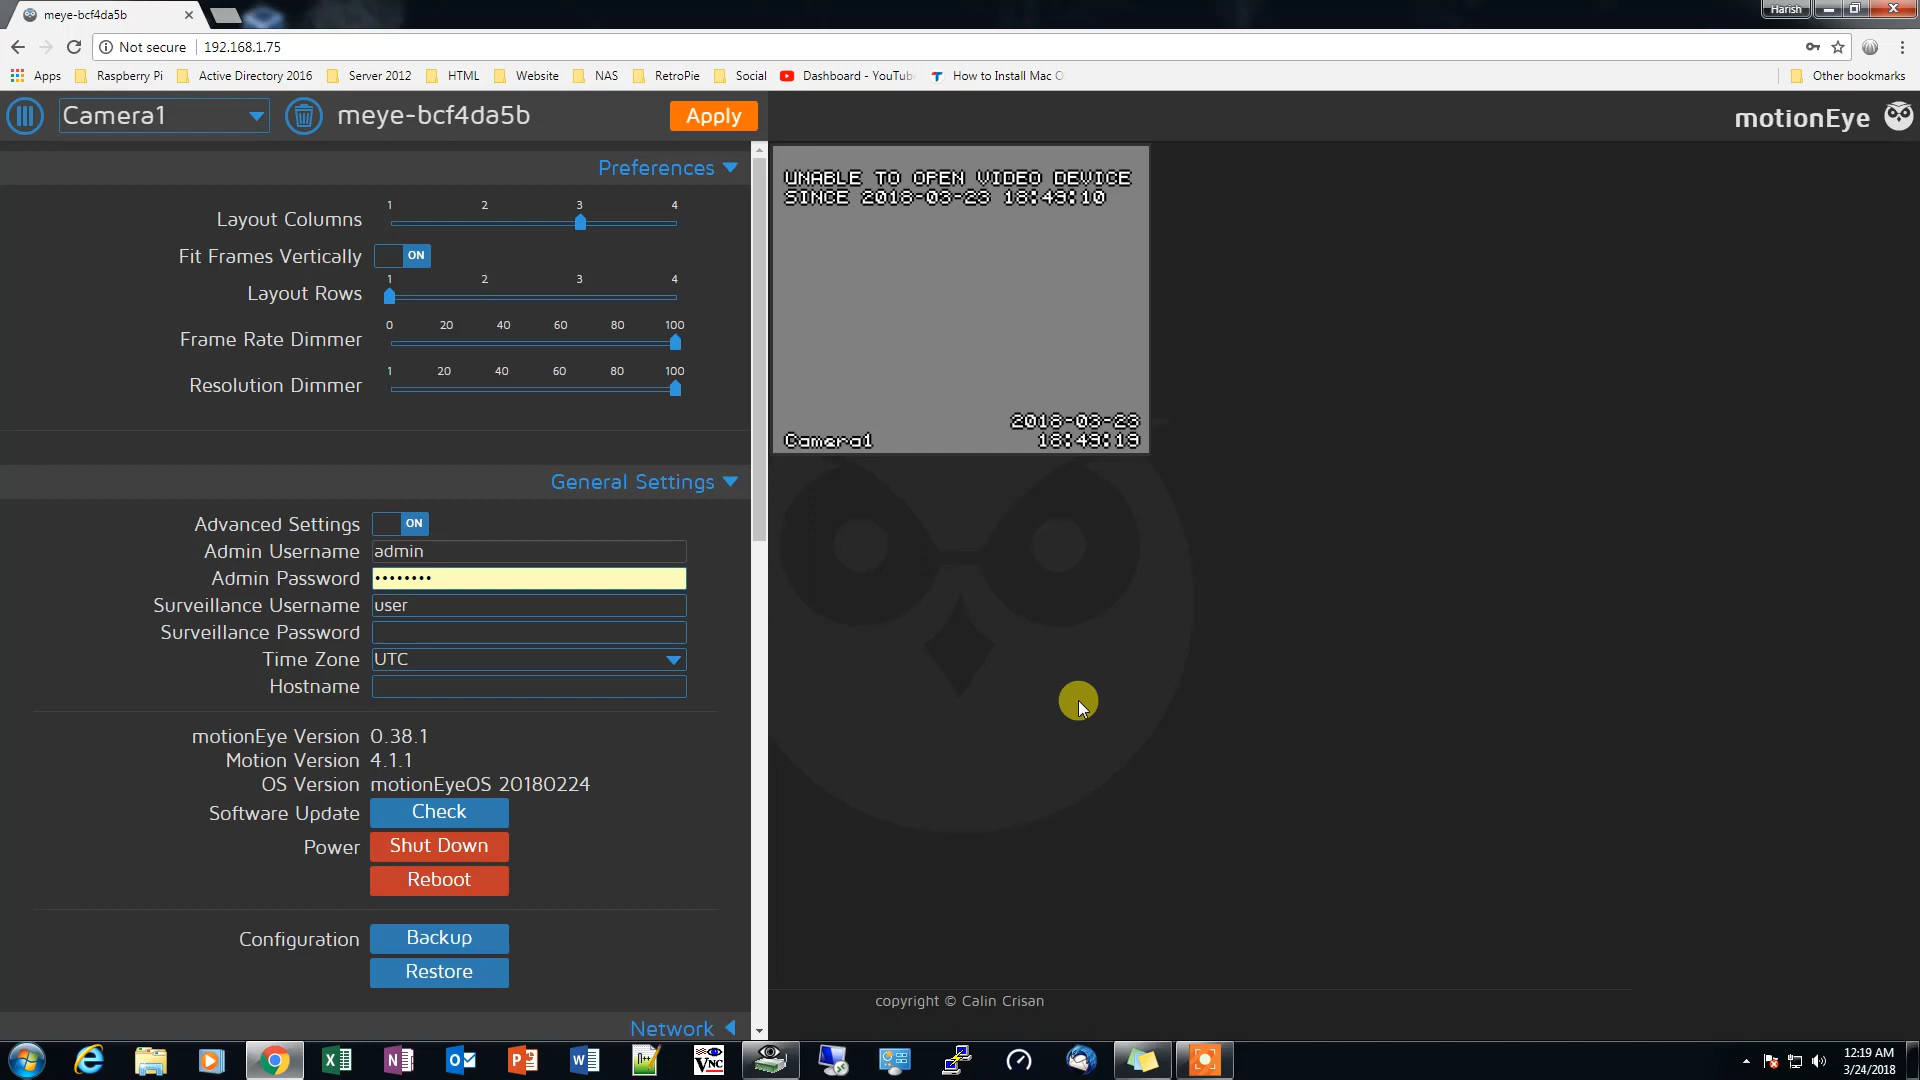 meye-bcf4da5b
Harish
Not secure
192.168.1.75
Apps
Raspberry Pi
Active Directory 2016
Server 2012
HTML
Website
NAS
RetroPie
Social
Dashboard - YouTub
How to Install Mac O
Other bookmarks
Camera1
meye-bcf4da5b
Apply
motionEye
Preferences
Layout Columns
1 2 3 4
Fit Frames Vertically
ON
Layout Rows
1 2 3 4
Frame Rate Dimmer
0 20 40 60 80 100
Resolution Dimmer
1 20 40 60 80 100
General Settings
Advanced Settings
ON
Admin Username
admin
Admin Password
••••••••
Surveillance Username
user
Surveillance Password
Time Zone
UTC
Hostname
motionEye Version 0.38.1
Motion Version 4.1.1
OS Version motionEyeOS 20180224
Software Update
Check
Power
Shut Down
Reboot
Configuration
Backup
Restore
Network
UNABLE TO OPEN VIDEO DEVICE
SINCE 2018-03-23 18:49:10
2018-03-23
Camera1 18:49:19
copyright © Calin Crisan
12:19 AM
3/24/2018